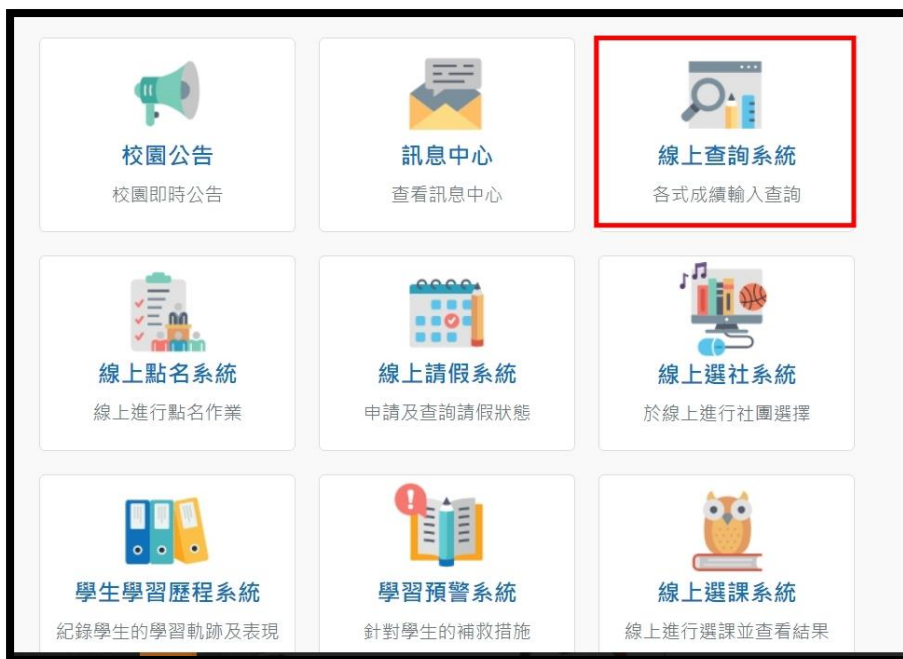 校園公告
校園即時公告
訊息中心
查看訊息中心
線上查詢系統
各式成績輸入查詢
線上點名系統
線上進行點名作業
線上請假系統
申請及查詢請假狀態
線上選社系統
於線上進行社團選擇
學生學習歷程系統
紀錄學生的學習軌跡及表現
學習預警系統
針對學生的補救措施
線上選課系統
線上進行選課並查看結果